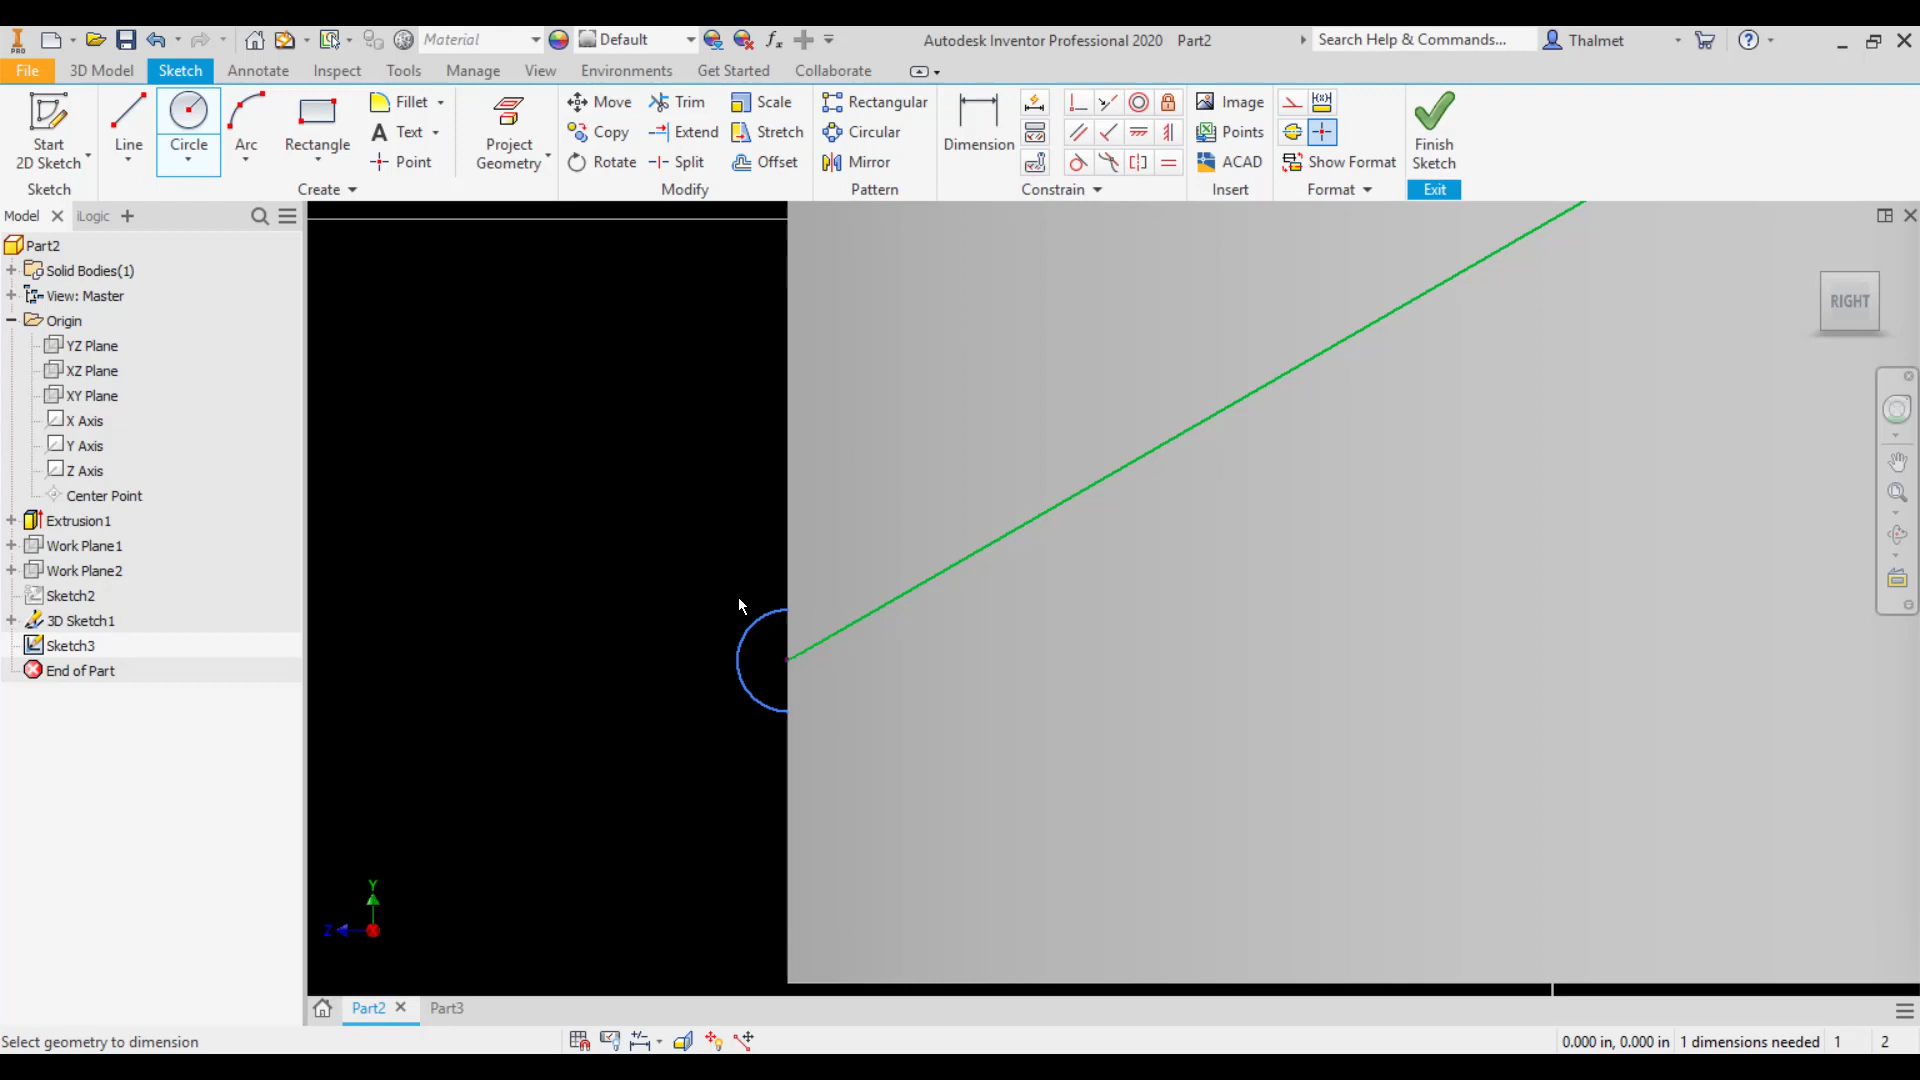 PRO Material Default fx Autodesk Inventor Professional 2020 Part2 Search Help & Commands... Thalmet
File 3D Model Sketch Annotate Inspect Tools Manage View Environments Get Started Collaborate
Start 2D Sketch
Line
Circle
Arc
Rectangle
Fillet
Text
Point
Project Geometry
Move
Copy
Rotate
Trim
Extend
Split
Scale
Stretch
Offset
Rectangular
Circular
Mirror
Dimension
Image
Points
ACAD
Show Format
Finish Sketch
Sketch Create Modify Pattern Constrain Insert Format Exit
Model iLogic
Part2
Solid Bodies(1)
View: Master
Origin
YZ Plane
XZ Plane
XY Plane
X Axis
Y Axis
Z Axis
Center Point
Extrusion1
Work Plane1
Work Plane2
Sketch2
3D Sketch1
Sketch3
End of Part
RIGHT
Y
Z X
Part2 Part3
Select geometry to dimension
0.000 in, 0.000 in 1 dimensions needed 1 2